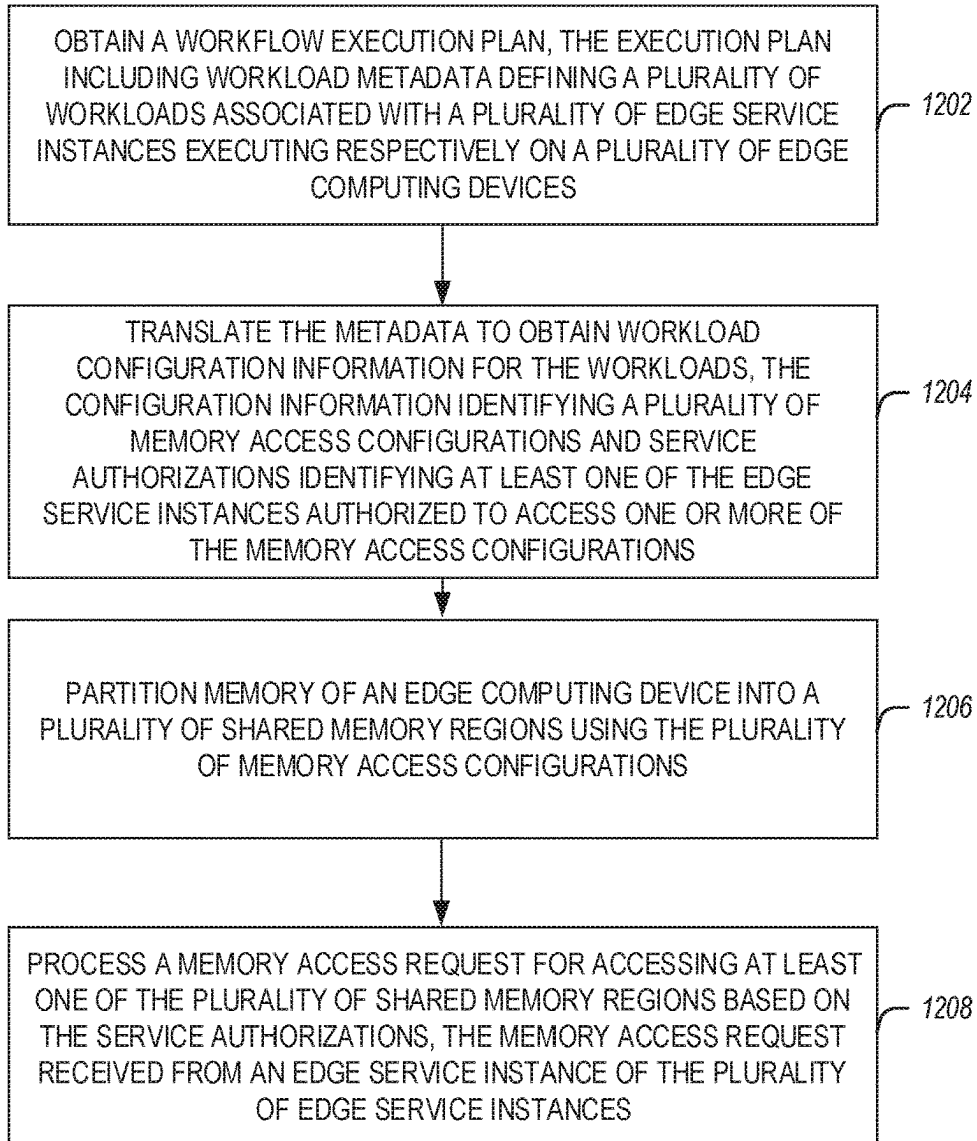 OBTAIN A WORKFLOW EXECUTION PLAN, THE EXECUTION PLAN
INCLUDING WORKLOAD METADATA DEFINING A PLURALITY OF
WORKLOADS ASSOCIATED WITH A PLURALITY OF EDGE SERVICE
INSTANCES EXECUTING RESPECTIVELY ON A PLURALITY OF EDGE
COMPUTING DEVICES
1202
TRANSLATE THE METADATA TO OBTAIN WORKLOAD
CONFIGURATION INFORMATION FOR THE WORKLOADS, THE
CONFIGURATION INFORMATION IDENTIFYING A PLURALITY OF
MEMORY ACCESS CONFIGURATIONS AND SERVICE
AUTHORIZATIONS IDENTIFYING AT LEAST ONE OF THE EDGE
SERVICE INSTANCES AUTHORIZED TO ACCESS ONE OR MORE OF
THE MEMORY ACCESS CONFIGURATIONS
1204
PARTITION MEMORY OF AN EDGE COMPUTING DEVICE INTO A
PLURALITY OF SHARED MEMORY REGIONS USING THE PLURALITY
OF MEMORY ACCESS CONFIGURATIONS
1206
PROCESS A MEMORY ACCESS REQUEST FOR ACCESSING AT LEAST
ONE OF THE PLURALITY OF SHARED MEMORY REGIONS BASED ON
THE SERVICE AUTHORIZATIONS, THE MEMORY ACCESS REQUEST
RECEIVED FROM AN EDGE SERVICE INSTANCE OF THE PLURALITY
OF EDGE SERVICE INSTANCES
1208